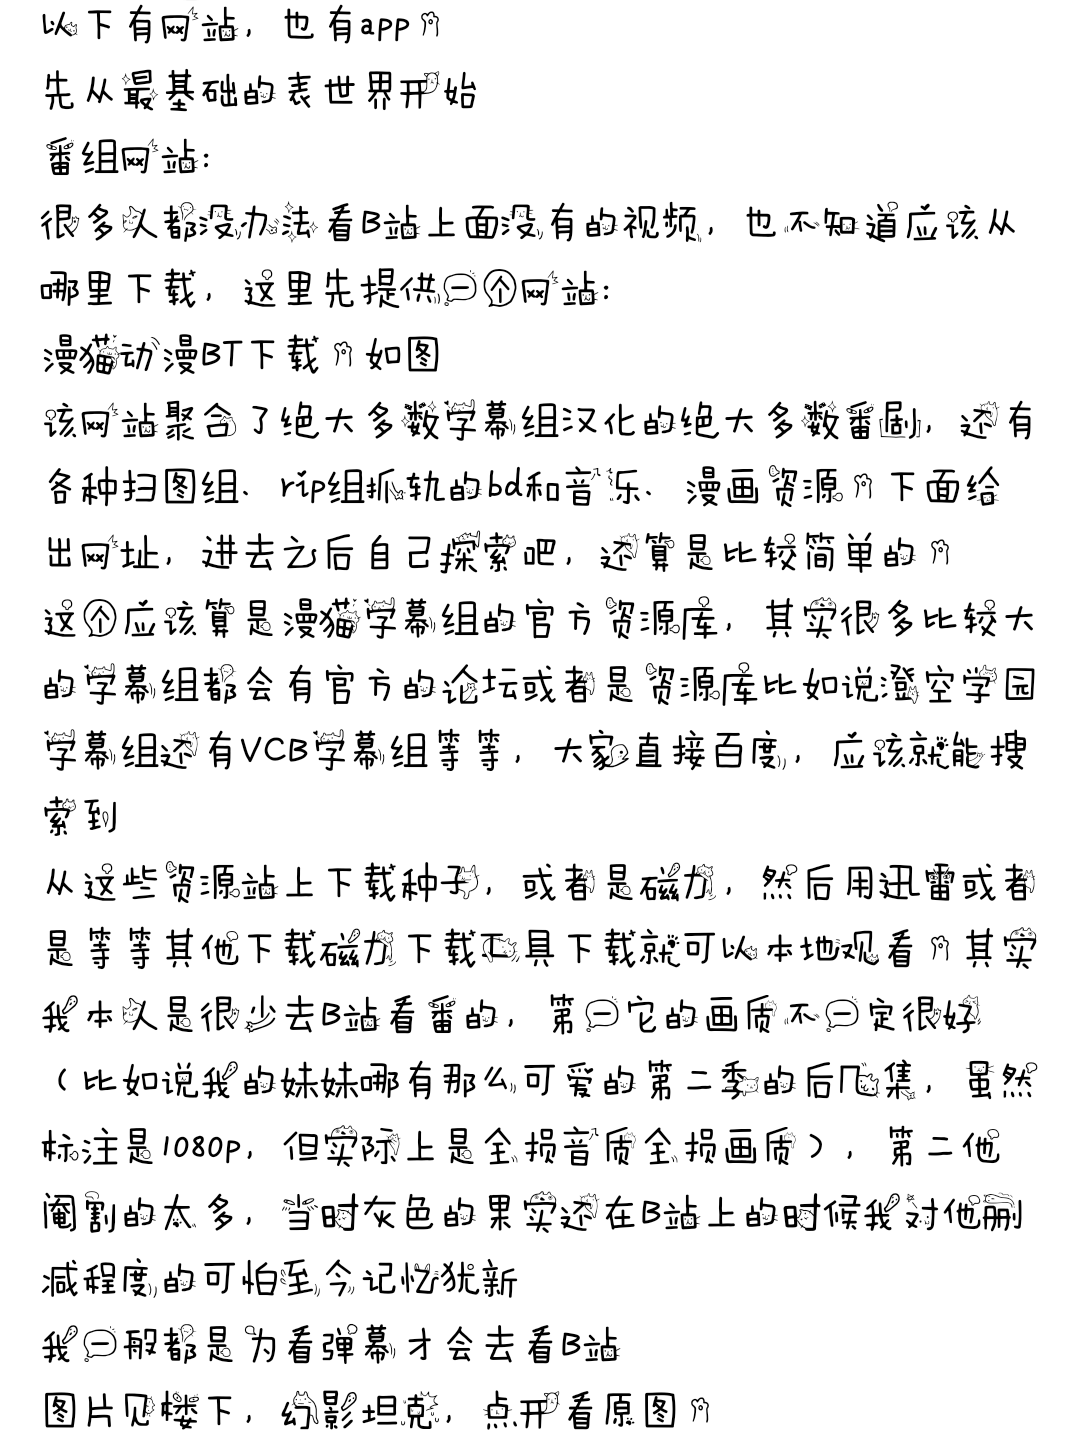 以下有网站，也有app。
先从最基础的表世界开始
番组网站：
很多人都没办法看B站上面没有的视频，也不知道应该从
哪里下载，这里先提供一个网站：
漫猫动漫BT下载。如图
该网站聚合了绝大多数字幕组汉化的绝大多数番剧，还有
各种扫图组、rip组抓轨的bd和音乐、漫画资源。下面给
出网址，进去之后自己探索吧，还算是比较简单的。
这个应该算是漫猫字幕组的官方资源库，其实很多比较大
的字幕组都会有官方的论坛或者是资源库比如说澄空学园
字幕组还有VCB字幕组等等，大家直接百度，应该就能搜
索到
从这些资源站上下载种子，或者是磁力，然后用迅雷或者
是等等其他下载磁力下载工具下载就可以本地观看。其实
我本人是很少去B站看番的，第一它的画质不一定很好
（比如说我的妹妹哪有那么可爱的第二季的后几集，虽然
标注是1080p，但实际上是全损音质全损画质），第二他
阉割的太多，当时灰色的果实还在B站上的时候我对他删
减程度的可怕至今记忆犹新
我一般都是为看弹幕才会去看B站
图片见楼下，幻影坦克，点开看原图。